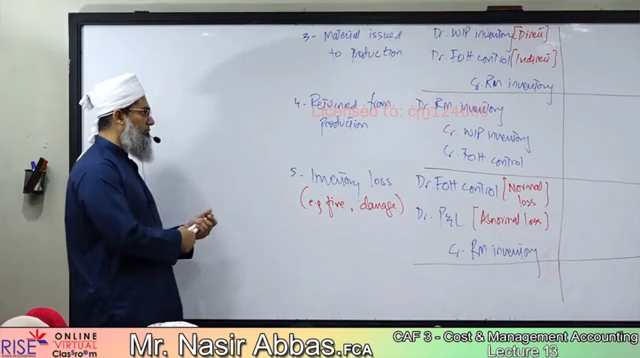 3- Material issued to production
Dr. WIP inventory [Direct]
Dr. FOH control [Indirect]
Cr. RM inventory
4. Returned from production
Dr. RM inventory
Cr. WIP inventory
Cr. FOH control
Licensed to:
5. Inventory loss
(e.g fire, damage)
Dr. FOH control [Normal loss]
Dr. P&L [Abnormal loss]
Cr. RM inventory
RISE
ONLINE
VIRTUAL
Classroom
Mr. Nasir Abbas.FCA
CAF 3 - Cost & Management Accounting
Lecture 13